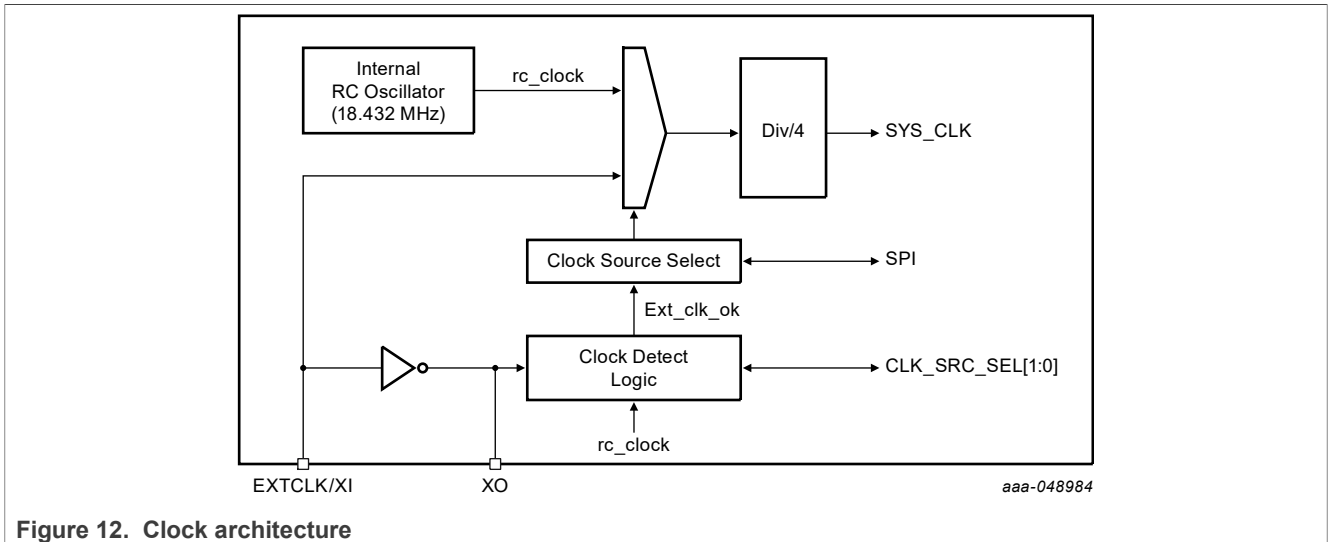 Internal
RC Oscillator
(18.432 MHz)
rc_clock
Div/4
SYS_CLK
Clock Source Select
SPI
Ext_clk_ok
Clock Detect
Logic
CLK_SRC_SEL[1:0]
rc_clock
EXTCLK/XI
XO
aaa-048984
Figure 12. Clock architecture